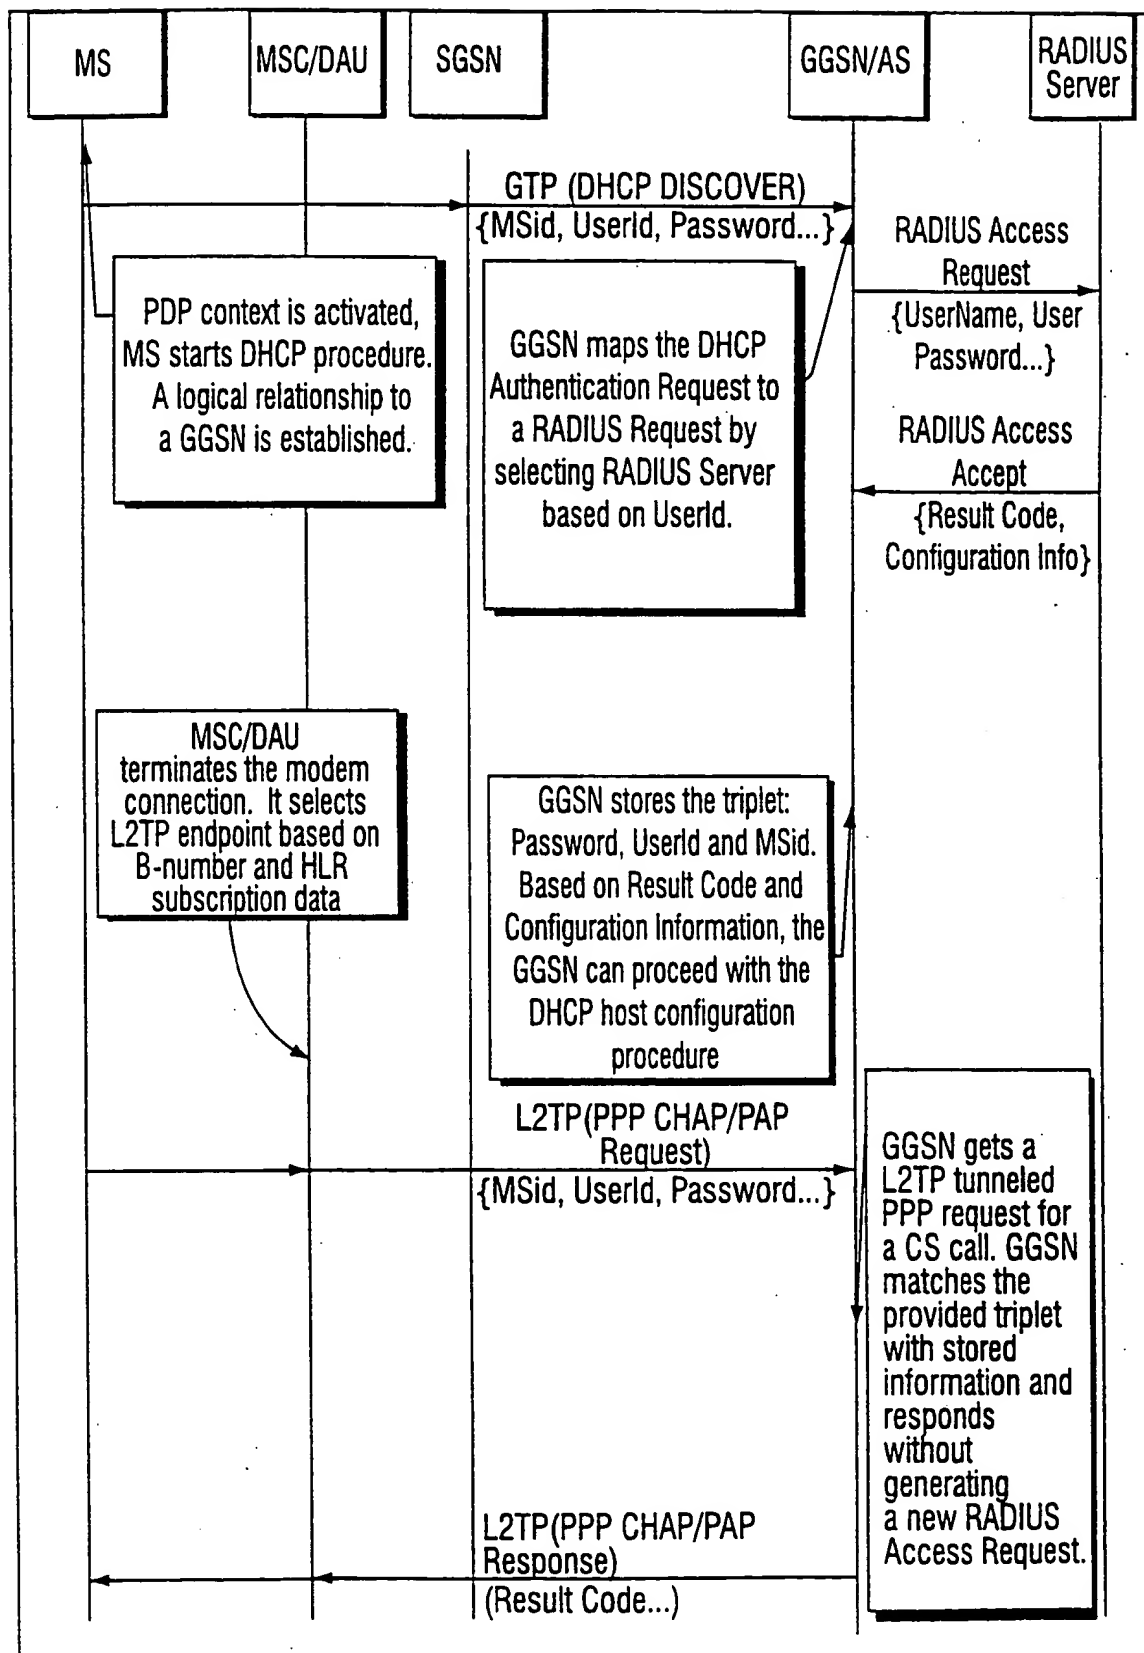 MS
MSC/DAU
SGSN
GGSN/AS
RADIUS
Server
GTP (DHCP DISCOVER)
{MSid, UserId, Password...}
RADIUS Access
Request
{UserName, User
Password...}
PDP context is activated,
MS starts DHCP procedure.
A logical relationship to
a GGSN is established.
GGSN maps the DHCP
Authentication Request to
a RADIUS Request by
selecting RADIUS Server
based on UserId.
RADIUS Access
Accept
{Result Code,
Configuration Info}
MSC/DAU
terminates the modem
connection. It selects
L2TP endpoint based on
B-number and HLR
subscription data
GGSN stores the triplet:
Password, UserId and MSid.
Based on Result Code and
Configuration Information, the
GGSN can proceed with the
DHCP host configuration
procedure
L2TP(PPP CHAP/PAP
Request)
{MSid, UserId, Password...}
GGSN gets a
L2TP tunneled
PPP request for
a CS call. GGSN
matches the
provided triplet
with stored
information and
responds
without
generating
a new RADIUS
Access Request.
L2TP(PPP CHAP/PAP
Response)
(Result Code...)